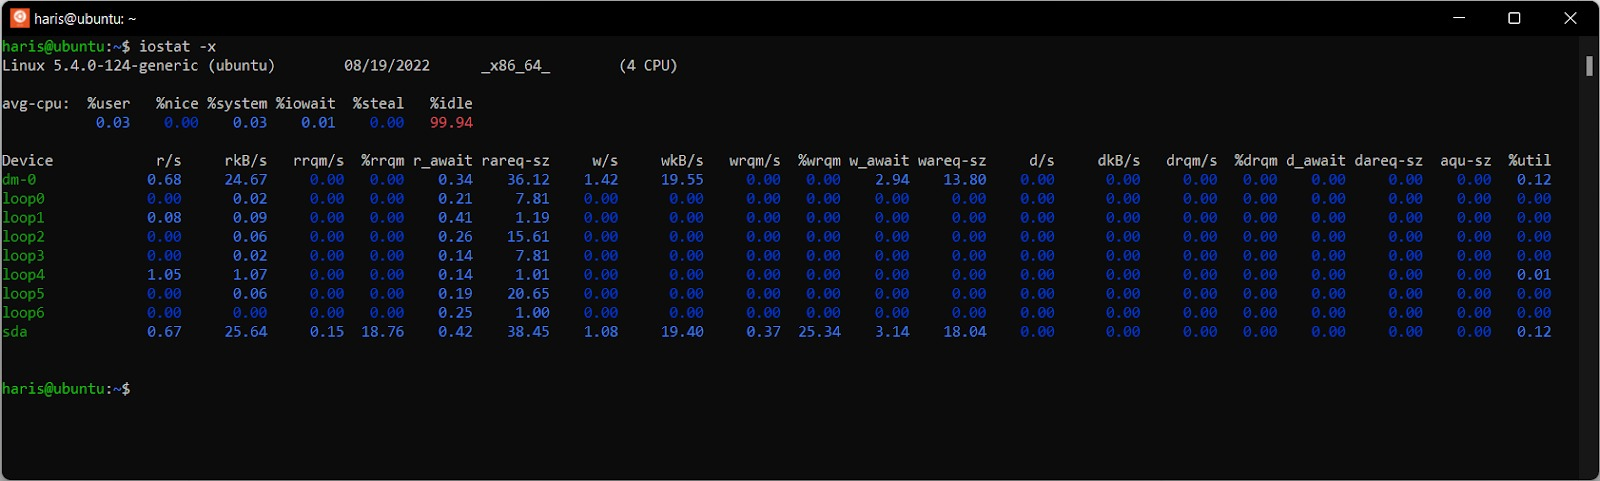 haris@ubuntu: ~
haris@ubuntu:~$ iostat -x
Linux 5.4.0-124-generic (ubuntu) 08/19/2022 _x86_64_ (4 CPU)
avg-cpu: %user %nice %system %iowait %steal %idle
0.03 0.00 0.03 0.01 0.00 99.94
Device r/s rkB/s rrqm/s %rrqm r_await rareq-sz w/s wkB/s wrqm/s %wrqm w_await wareq-sz d/s dkB/s drqm/s %drqm d_await dareq-sz aqu-sz %util
dm-0 0.68 24.67 0.00 0.00 0.34 36.12 1.42 19.55 0.00 0.00 2.94 13.80 0.00 0.00 0.00 0.00 0.00 0.00 0.00 0.12
loop0 0.00 0.02 0.00 0.00 0.21 7.81 0.00 0.00 0.00 0.00 0.00 0.00 0.00 0.00 0.00 0.00 0.00 0.00 0.00 0.00
loop1 0.08 0.09 0.00 0.00 0.41 1.19 0.00 0.00 0.00 0.00 0.00 0.00 0.00 0.00 0.00 0.00 0.00 0.00 0.00 0.00
loop2 0.00 0.06 0.00 0.00 0.26 15.61 0.00 0.00 0.00 0.00 0.00 0.00 0.00 0.00 0.00 0.00 0.00 0.00 0.00 0.00
loop3 0.00 0.02 0.00 0.00 0.14 7.81 0.00 0.00 0.00 0.00 0.00 0.00 0.00 0.00 0.00 0.00 0.00 0.00 0.00 0.00
loop4 1.05 1.07 0.00 0.00 0.14 1.01 0.00 0.00 0.00 0.00 0.00 0.00 0.00 0.00 0.00 0.00 0.00 0.00 0.00 0.01
loop5 0.00 0.06 0.00 0.00 0.19 20.65 0.00 0.00 0.00 0.00 0.00 0.00 0.00 0.00 0.00 0.00 0.00 0.00 0.00 0.00
loop6 0.00 0.00 0.00 0.00 0.25 1.00 0.00 0.00 0.00 0.00 0.00 0.00 0.00 0.00 0.00 0.00 0.00 0.00 0.00 0.00
sda 0.67 25.64 0.15 18.76 0.42 38.45 1.08 19.40 0.37 25.34 3.14 18.04 0.00 0.00 0.00 0.00 0.00 0.00 0.00 0.12
haris@ubuntu:~$